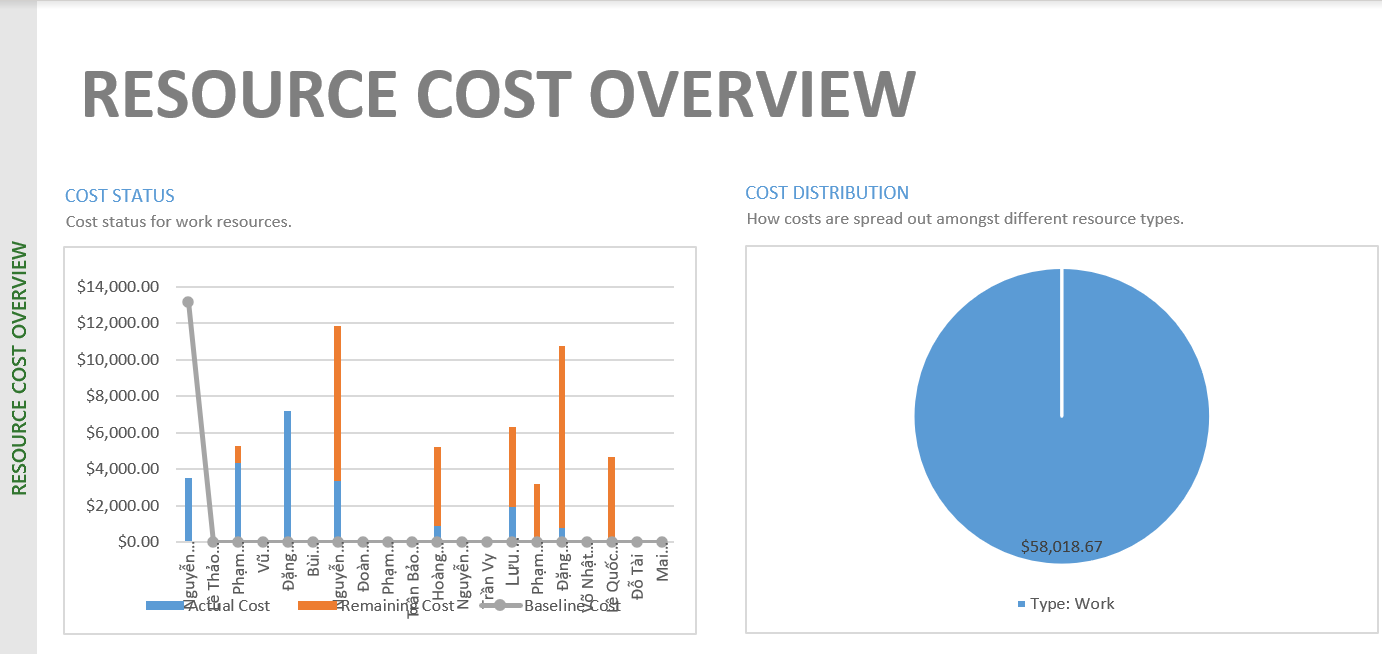 RESOURCE COST OVERVIEW
RESOURCE COST OVERVIEW
COST STATUS
Cost status for work resources.
$14,000.00
$12,000.00
$10,000.00
$8,000.00
$6,000.00
$4,000.00
$2,000.00
$0.00
Nguyễn...
Lê Thảo...
Phạm...
Vũ...
Đặng...
Bùi...
Nguyễn...
Đoàn...
Phạm...
Trần Bảo...
Hoàng...
Nguyễn...
Trần Vy
Lưu...
Phạm...
Đặng...
Võ Nhật...
Lê Quốc...
Đỗ Tài
Mai...
Actual Cost
Remaining Cost
Baseline Cost
COST DISTRIBUTION
How costs are spread out amongst different resource types.
$58,018.67
Type: Work